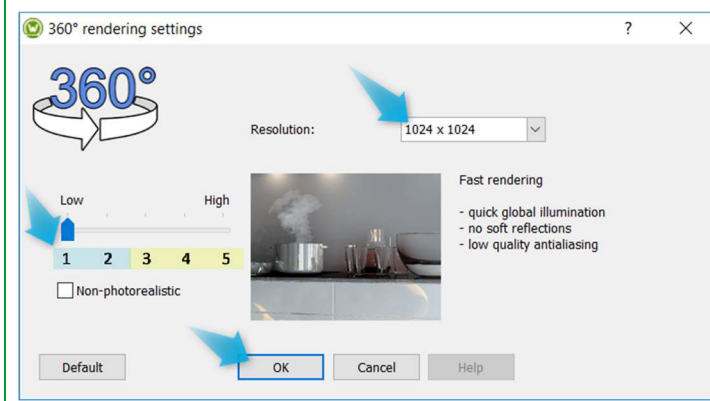 360° rendering settings
?
360°
Resolution:
1024 x 1024
Low
High
1 2 3 4 5
Non-photorealistic
Fast rendering
- quick global illumination
- no soft reflections
- low quality antialiasing
Default
OK
Cancel
Help